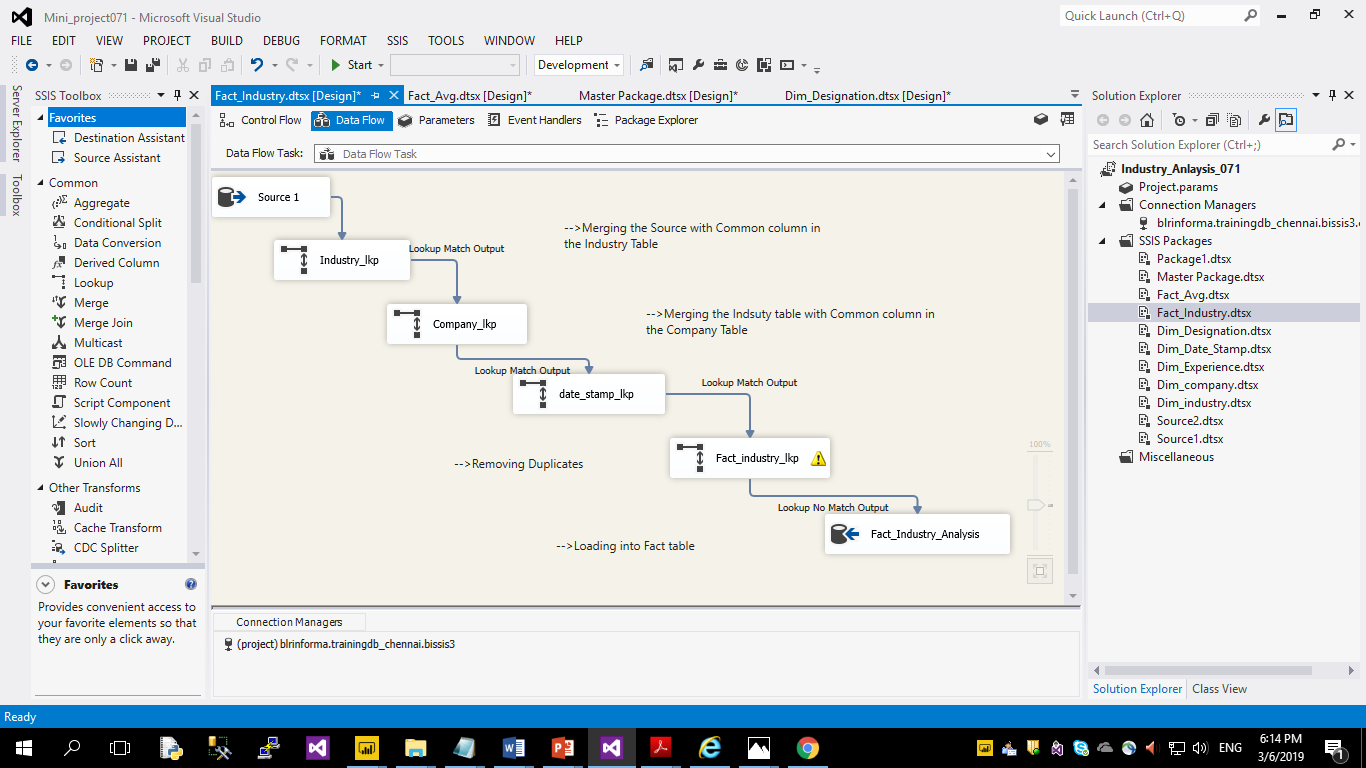 Mini_project071 - Microsoft Visual Studio
Quick Launch (Ctrl+Q)
FILE EDIT VIEW PROJECT BUILD DEBUG FORMAT SSIS TOOLS WINDOW HELP
Start
Development
Server Explorer
Toolbox
SSIS Toolbox
Favorites
Destination Assistant
Source Assistant
Common
Aggregate
Conditional Split
Data Conversion
Derived Column
Lookup
Merge
Merge Join
Multicast
OLE DB Command
Row Count
Script Component
Slowly Changing D...
Sort
Union All
Other Transforms
Audit
Cache Transform
CDC Splitter
Favorites
Provides convenient access to
your favorite elements so that
they are only a click away.
Fact_Industry.dtsx [Design]* Fact_Avg.dtsx [Design]* Master Package.dtsx [Design]* Dim_Designation.dtsx [Design]*
Control Flow Data Flow Parameters Event Handlers Package Explorer
Data Flow Task: Data Flow Task
Source 1
-->Merging the Source with Common column in
the Industry Table
Lookup Match Output
Industry_lkp
-->Merging the Indsuty table with Common column in
the Company Table
Company_lkp
Lookup Match Output
Lookup Match Output
date_stamp_lkp
100%
Fact_industry_lkp
-->Removing Duplicates
Lookup No Match Output
Fact_Industry_Analysis
-->Loading into Fact table
Connection Managers
(project) blrinforma.trainingdb_chennai.bissis3
Solution Explorer
Search Solution Explorer (Ctrl+;)
Industry_Anlaysis_071
Project.params
Connection Managers
blrinforma.trainingdb_chennai.bissis3.c
SSIS Packages
Package1.dtsx
Master Package.dtsx
Fact_Avg.dtsx
Fact_Industry.dtsx
Dim_Designation.dtsx
Dim_Date_Stamp.dtsx
Dim_Experience.dtsx
Dim_company.dtsx
Dim_industry.dtsx
Source2.dtsx
Source1.dtsx
Miscellaneous
Solution Explorer Class View
Ready
ENG
6:14 PM
3/6/2019
1